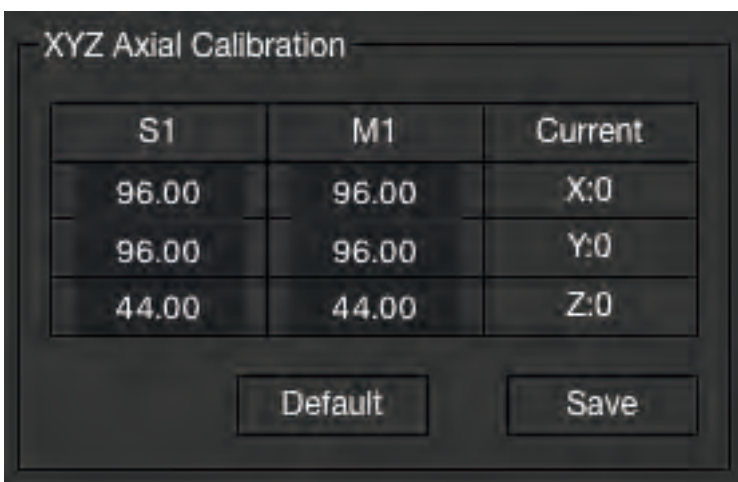 XYZ Axial Calibration
S1 M1 Current
96.00 96.00 X:0
96.00 96.00 Y:0
44.00 44.00 Z:0
Default Save